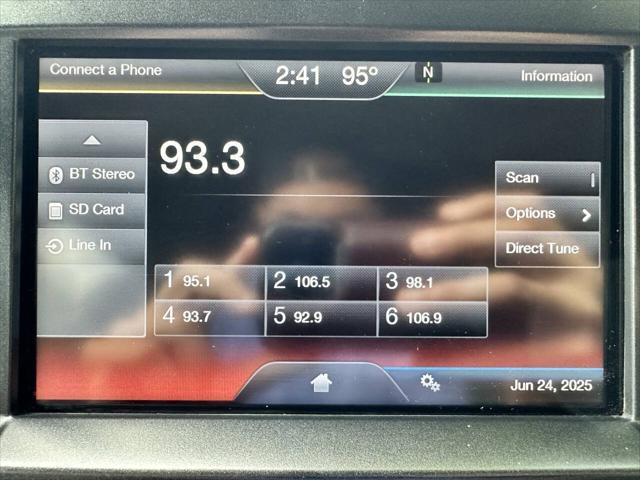 Connect a Phone
2:41 95°
N
Information
93.3
BT Stereo
SD Card
Line In
Scan
Options
Direct Tune
1 95.1
2 106.5
3 98.1
4 93.7
5 92.9
6 106.9
Jun 24, 2025